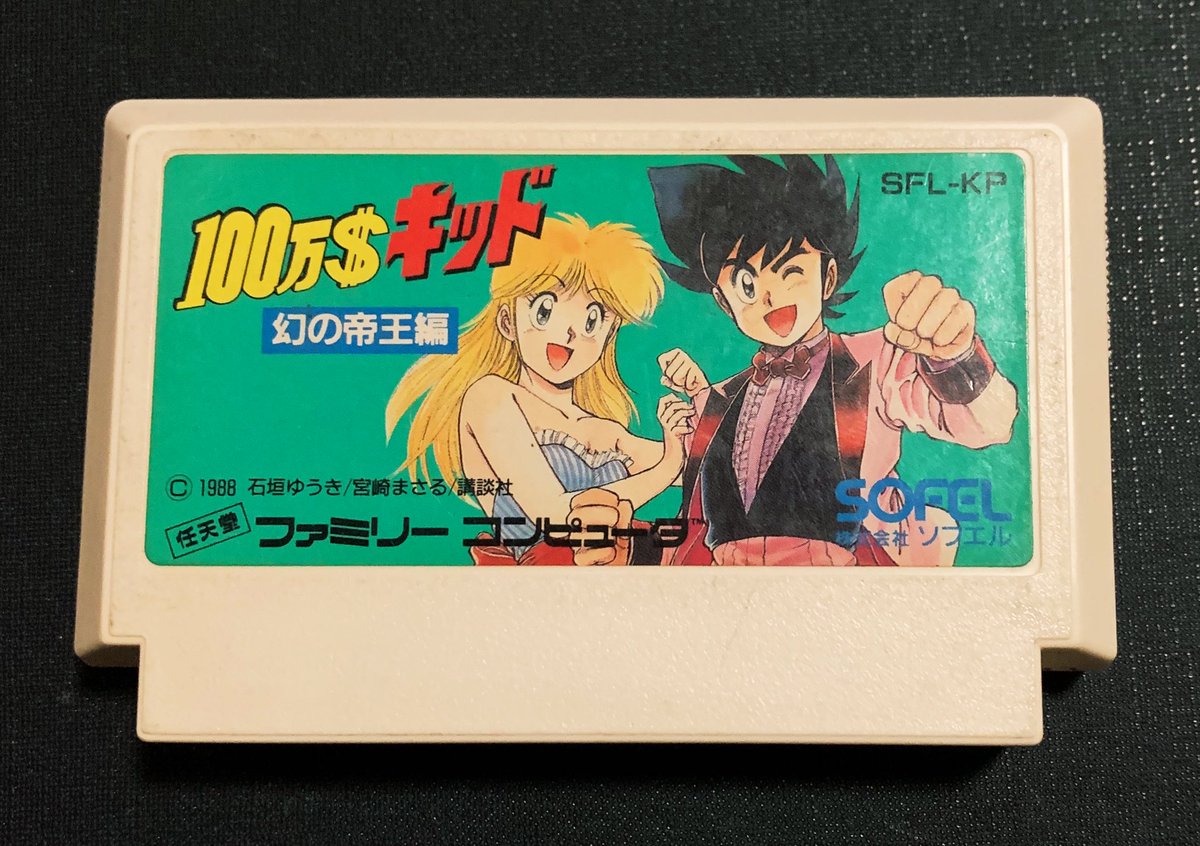 SFL-KP
100万$キッド
幻の帝王編
© 1988 石垣ゆうき/宮崎まさる/講談社
任天堂 ファミリー コンピュータ™
SOFEL
株式会社 ソフエル